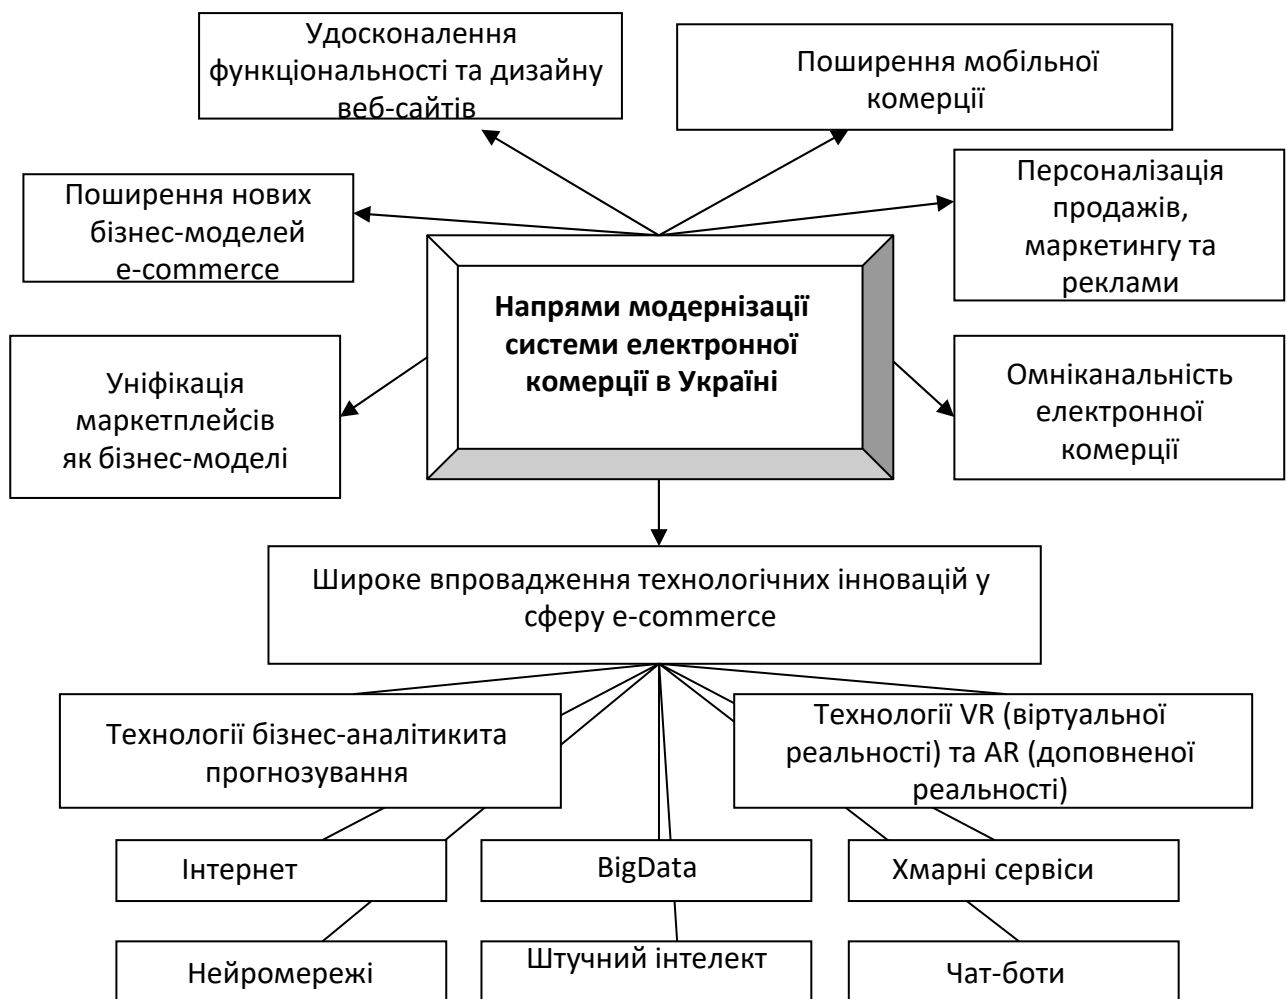 Удосконалення
функціональності та дизайну
веб-сайтів
Поширення мобільної
комерції
Поширення нових
бізнес-моделей
e-commerce
Персоналізація
продажів,
маркетингу та
реклами
Напрями модернізації
системи електронної
комерції в Україні
Уніфікація
маркетплейсів
як бізнес-моделі
Омніканальність
електронної
комерції
Широке впровадження технологічних інновацій у
сферу e-commerce
Технології бізнес-аналітикита
прогнозування
Технології VR (віртуальної
реальності) та AR (доповненої
реальності)
Інтернет
BigData
Хмарні сервіси
Нейромережі
Штучний інтелект
Чат-боти